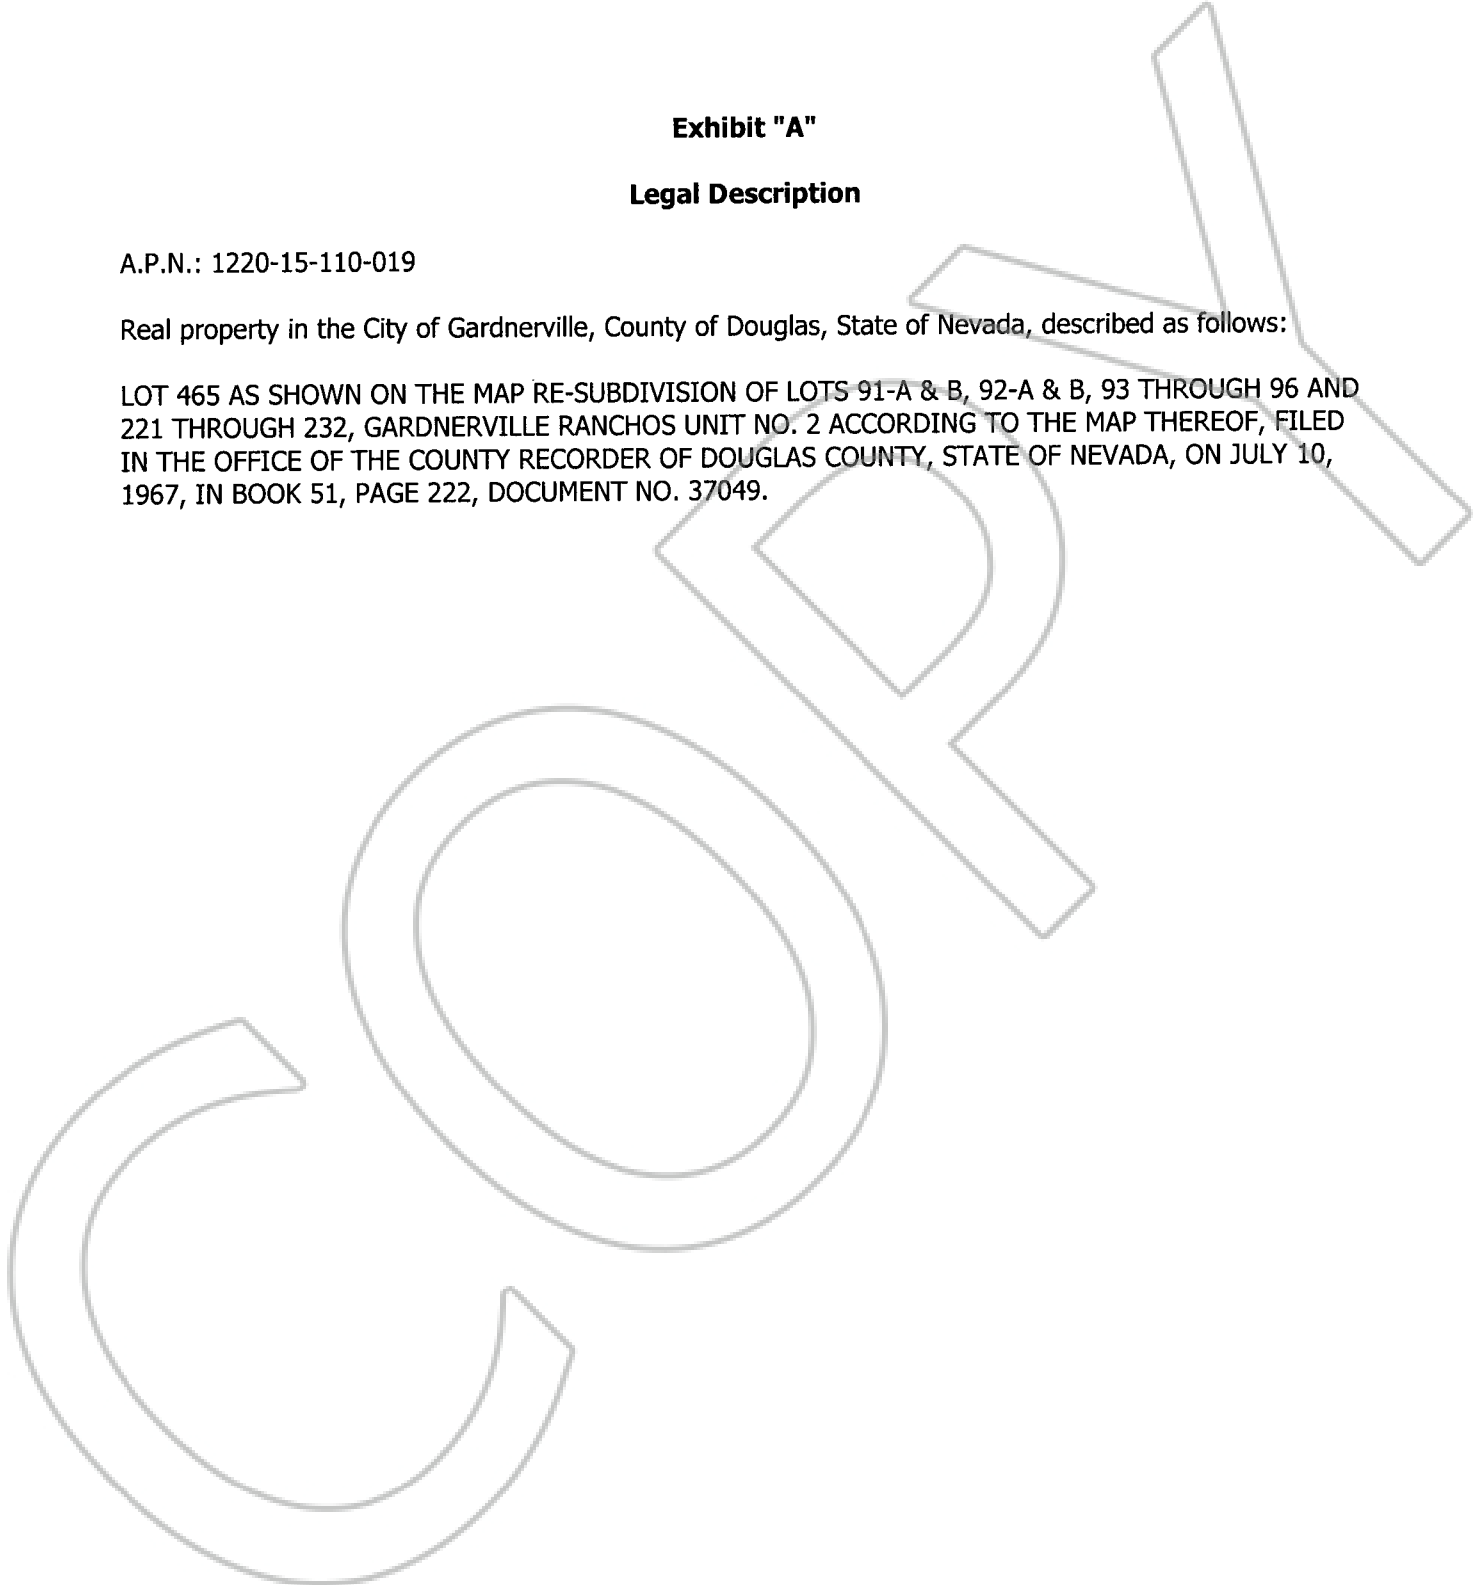 Exhibit "A"
Legal Description
A.P.N.: 1220-15-110-019
Real property in the City of Gardnerville, County of Douglas, State of Nevada, described as follows:
LOT 465 AS SHOWN ON THE MAP RE-SUBDIVISION OF LOTS 91-A & B, 92-A & B, 93 THROUGH 96 AND
221 THROUGH 232, GARDNERVILLE RANCHOS UNIT NO. 2 ACCORDING TO THE MAP THEREOF, FILED
IN THE OFFICE OF THE COUNTY RECORDER OF DOUGLAS COUNTY, STATE OF NEVADA, ON JULY 10,
1967, IN BOOK 51, PAGE 222, DOCUMENT NO. 37049.
COPY